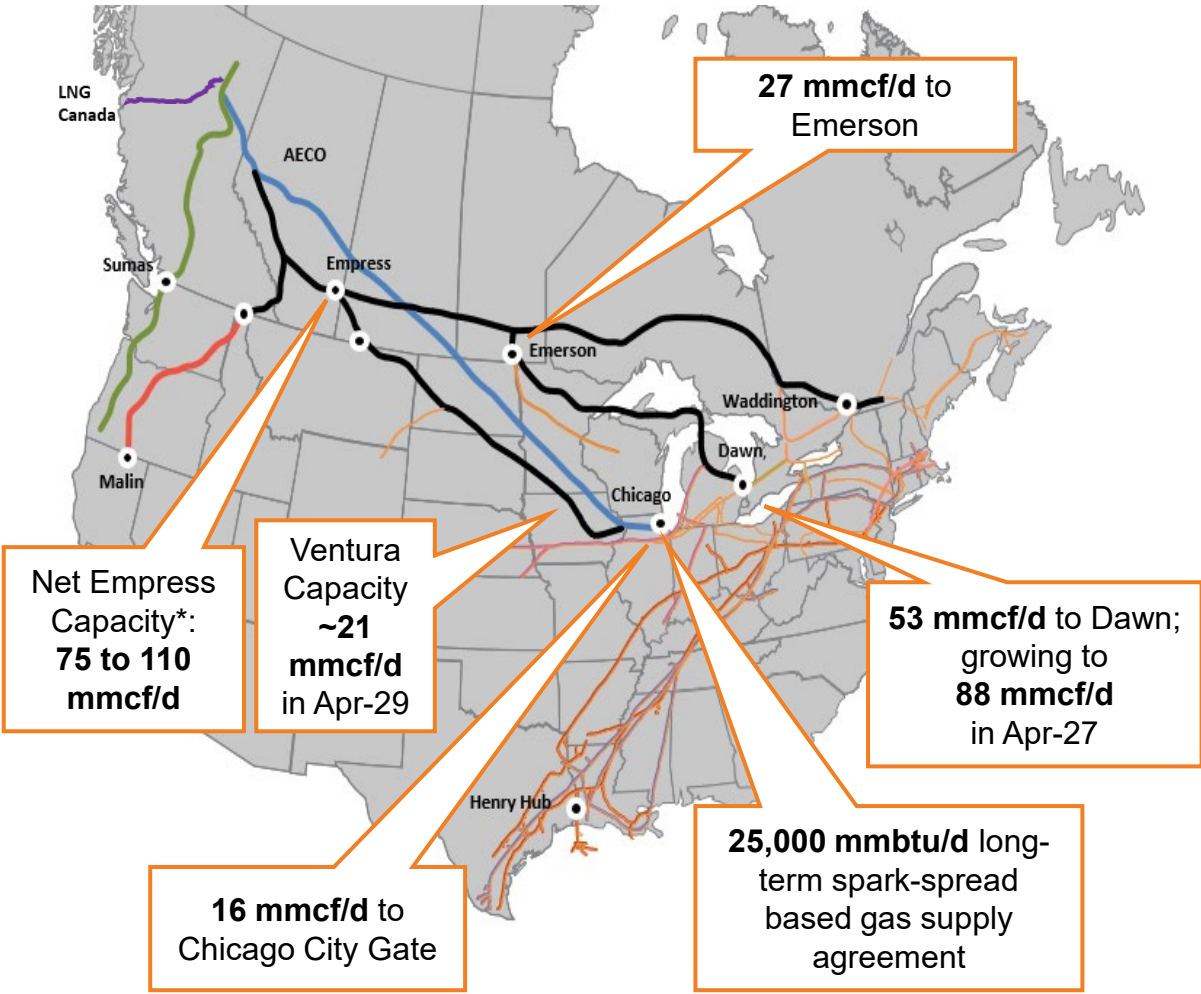 27 mmcf/d to
Emerson
LNG
Canada
AECO
Sumas
Empress
Emerson
Waddington
Malin
Dawn,
Chicago
Net Empress
Capacity*:
75 to 110
mmcf/d
Ventura
Capacity
~21
mmcf/d
in Apr-29
53 mmcf/d to Dawn;
growing to
88 mmcf/d
in Apr-27
Henry Hub
16 mmcf/d to
Chicago City Gate
25,000 mmbtu/d long-
term spark-spread
based gas supply
agreement